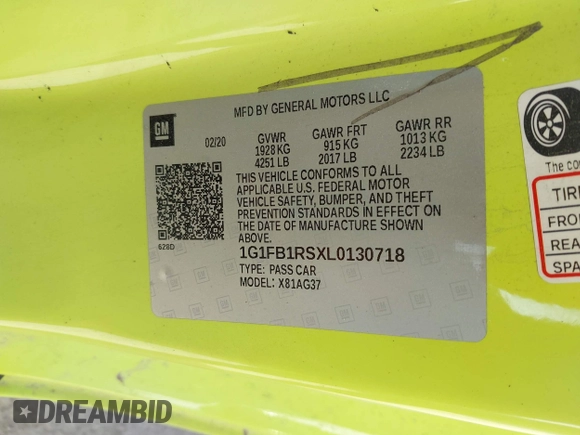 MFD BY GENERAL MOTORS LLC
GM
02/20
GVWR GAWR FRT GAWR RR
1928 KG 915 KG 1013 KG
4251 LB 2017 LB 2234 LB
THIS VEHICLE CONFORMS TO ALL
APPLICABLE U.S. FEDERAL MOTOR
VEHICLE SAFETY, BUMPER, AND THEFT
PREVENTION STANDARDS IN EFFECT ON
THE DATE OF MANUFACTURE SHOWN
ABOVE.
628D
1G1FB1RSXL0130718
TYPE: PASS CAR
MODEL: X81AG37
The co
TIR
FRO
REA
SPA
DREAMBID